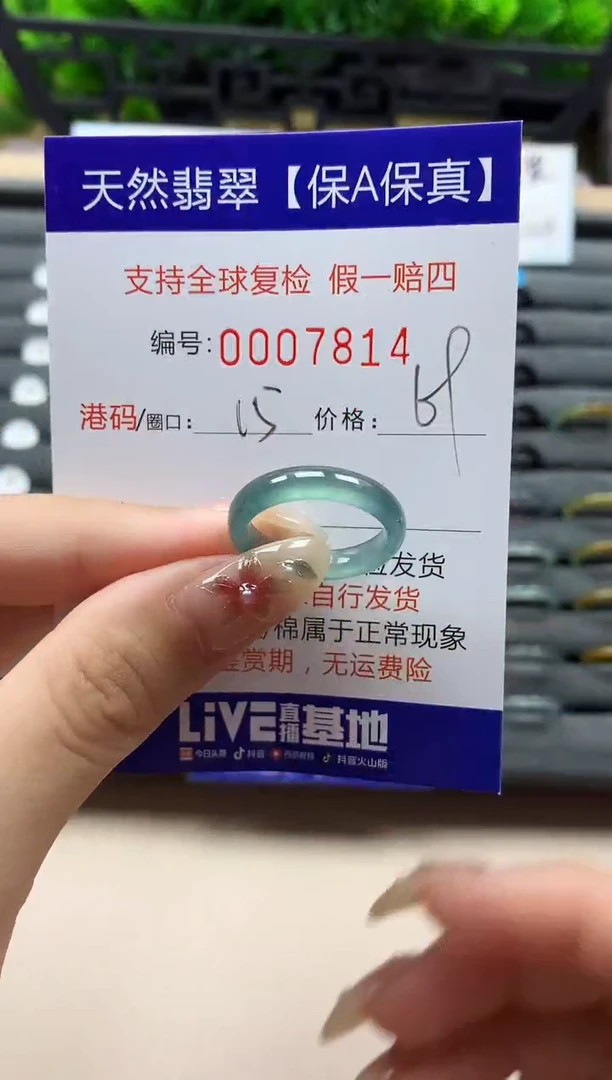 天然翡翠【保A保真】
支持全球复检 假一赔四
编号:0007814
港码/圈口: 15 价格:
发货
自行发货
棉属于正常现象
赏期，无运费险
LiVE直播基地
今日头条 抖音 西瓜视频 抖音火山版